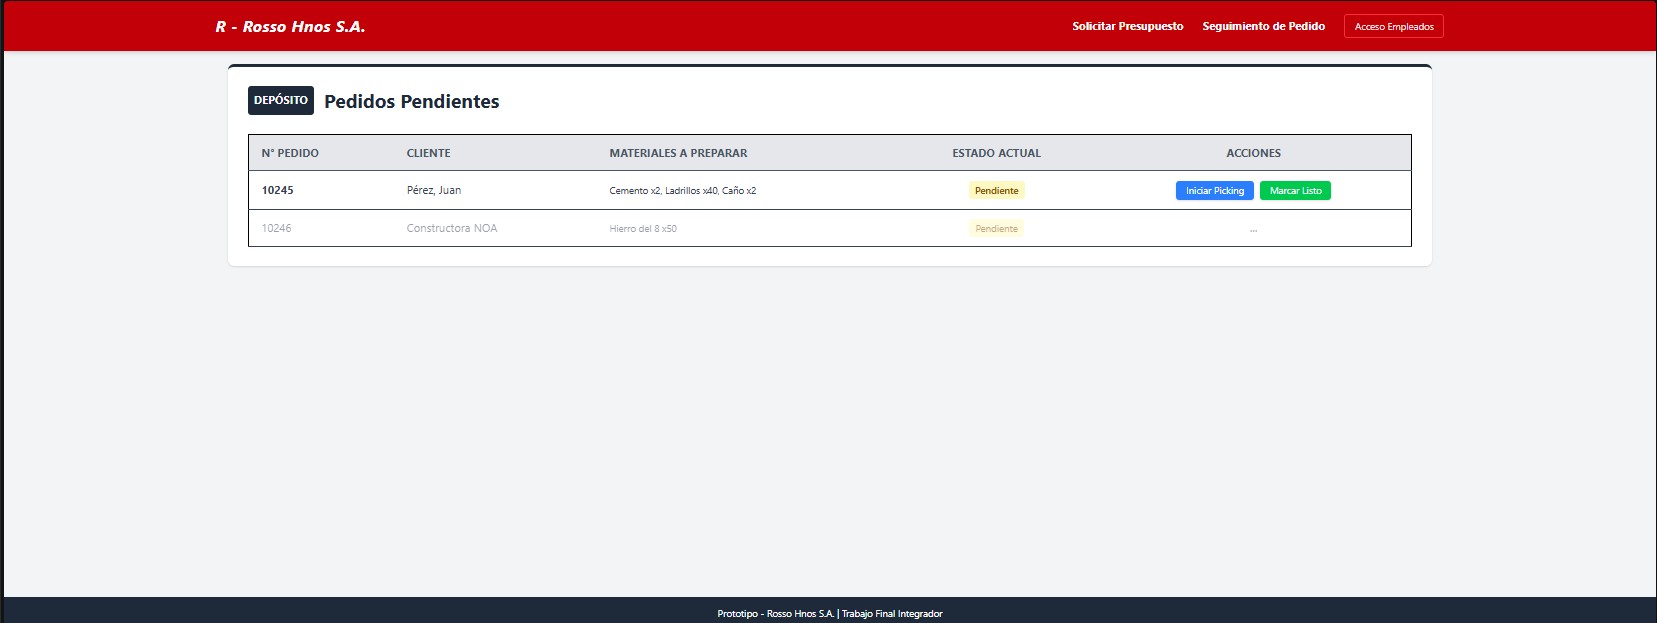 R - Rosso Hnos S.A. Solicitar Presupuesto Seguimiento de Pedido Acceso Empleados
DEPÓSITO Pedidos Pendientes
N° PEDIDO CLIENTE MATERIALES A PREPARAR ESTADO ACTUAL ACCIONES
10245 Pérez, Juan Cemento x2, Ladrillos x40, Caño x2 Pendiente Iniciar Picking Marcar Listo
10246 Constructora NOA Hierro del 8 x50 Pendiente ...
Prototipo - Rosso Hnos S.A. | Trabajo Final Integrador